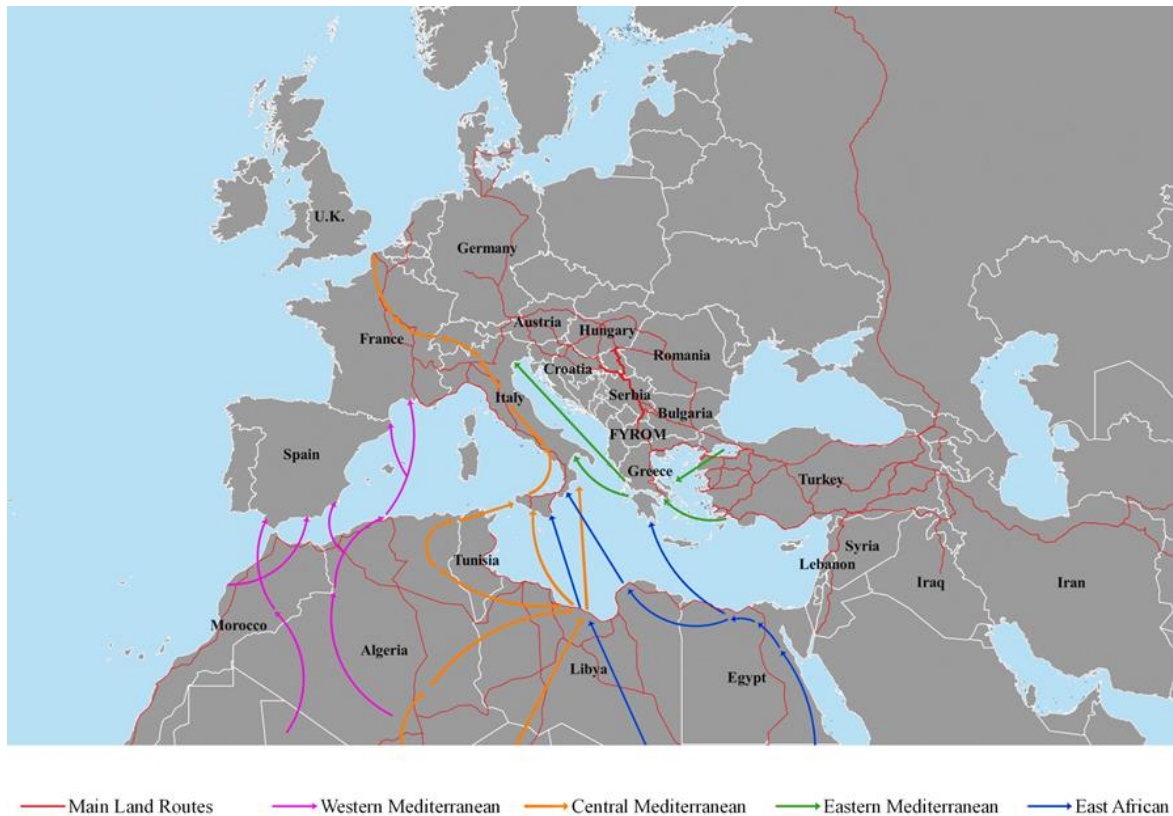 U.K.
Germany
Austria
Hungary
France
Romania
Croatia
Italy
Serbia
Bulgaria
FYROM
Spain
Greece
Turkey
Tunisia
Syria
Lebanon
Iraq
Iran
Morocco
Algeria
Libya
Egypt
Main Land Routes
Western Mediterranean
Central Mediterranean
Eastern Mediterranean
East African